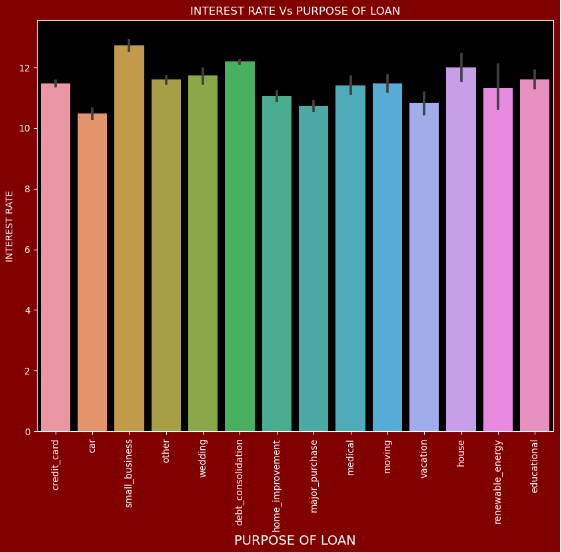 INTEREST RATE Vs PURPOSE OF LOAN
INTEREST RATE
12
10
8
6
4
2
0
credit_card
car
small_business
other
wedding
debt_consolidation
home_improvement
major_purchase
medical
moving
vacation
house
renewable_energy
educational
PURPOSE OF LOAN